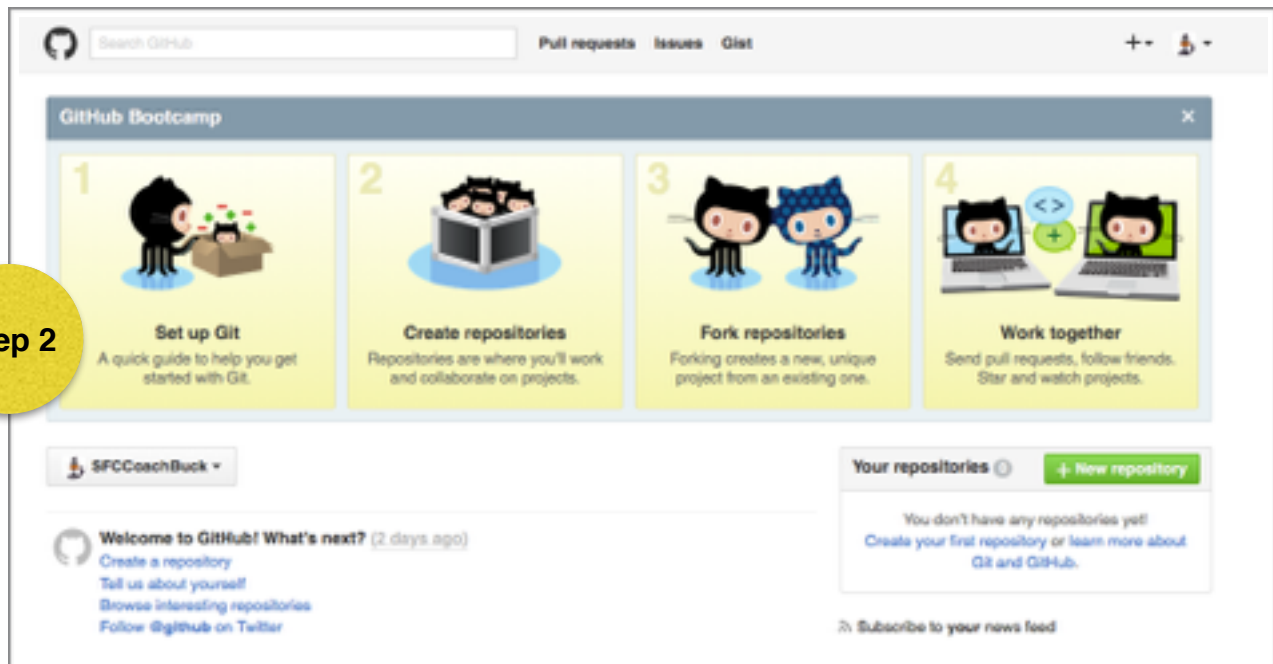 Search GitHub
Pull requests Issues Gist
GitHub Bootcamp
1
2
3
4
Set up Git
A quick guide to help you get
started with Git.
Create repositories
Repositories are where you'll work
and collaborate on projects.
Fork repositories
Forking creates a new, unique
project from an existing one.
Work together
Send pull requests, follow friends.
Star and watch projects.
ep 2
SFCCoachBuck
Your repositories 0
+ New repository
You don't have any repositories yet!
Create your first repository or learn more about
Git and GitHub.
Welcome to GitHub! What's next? (2 days ago)
Create a repository
Tell us about yourself
Browse interesting repositories
Follow @github on Twitter
Subscribe to your news feed